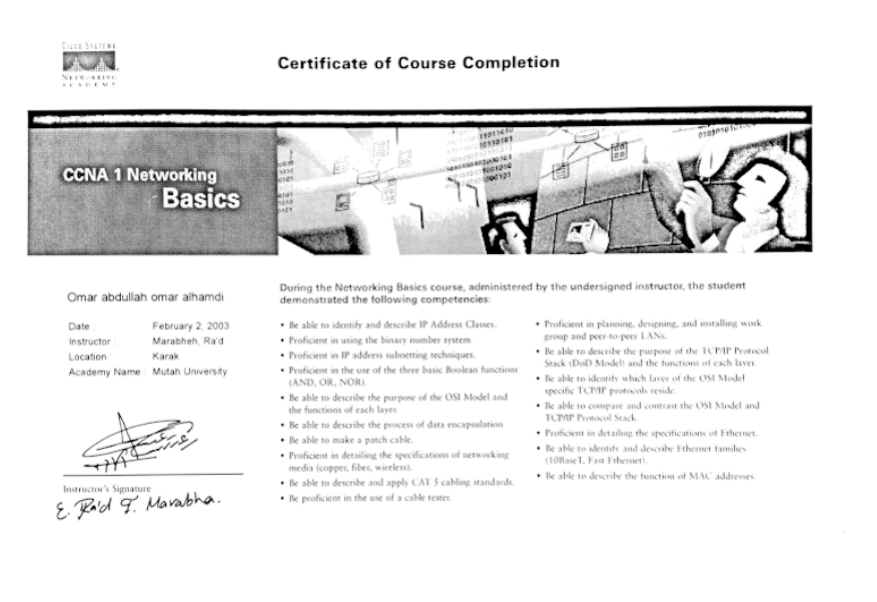 CISCO SYSTEMS
NETWORKING
ACADEMY
Certificate of Course Completion
CCNA 1 Networking
Basics
Omar abdullah omar alhamdi
Date : February 2, 2003
Instructor : Marabheh, Ra'd
Location : Karak
Academy Name : Mutah University
Instructor's Signature
E. Ra'd F. Marabha.
During the Networking Basics course, administered by the undersigned instructor, the student
demonstrated the following competencies:
• Be able to identify and describe IP Address Classes.
• Proficient in using the binary number system.
• Proficient in IP address subnetting techniques.
• Proficient in the use of the three basic Boolean functions
(AND, OR, NOR).
• Be able to describe the purpose of the OSI Model and
the functions of each layer.
• Be able to describe the process of data encapsulation
• Be able to make a patch cable.
• Proficient in detailing the specifications of networking
media (copper, fiber, wireless).
• Be able to describe and apply CAT 5 cabling standards.
• Be proficient in the use of a cable tester.
• Proficient in planning, designing, and installing work
group and peer-to-peer LANs.
• Be able to describe the purpose of the TCP/IP Protocol
Stack (DoD Model) and the functions of each layer.
• Be able to identify which layer of the OSI Model
specific TCP/IP protocols reside.
• Be able to compare and contrast the OSI Model and
TCP/IP Protocol Stack.
• Proficient in detailing the specifications of Ethernet.
• Be able to identify and describe Ethernet families
(10BaseT, Fast Ethernet).
• Be able to describe the function of MAC addresses.